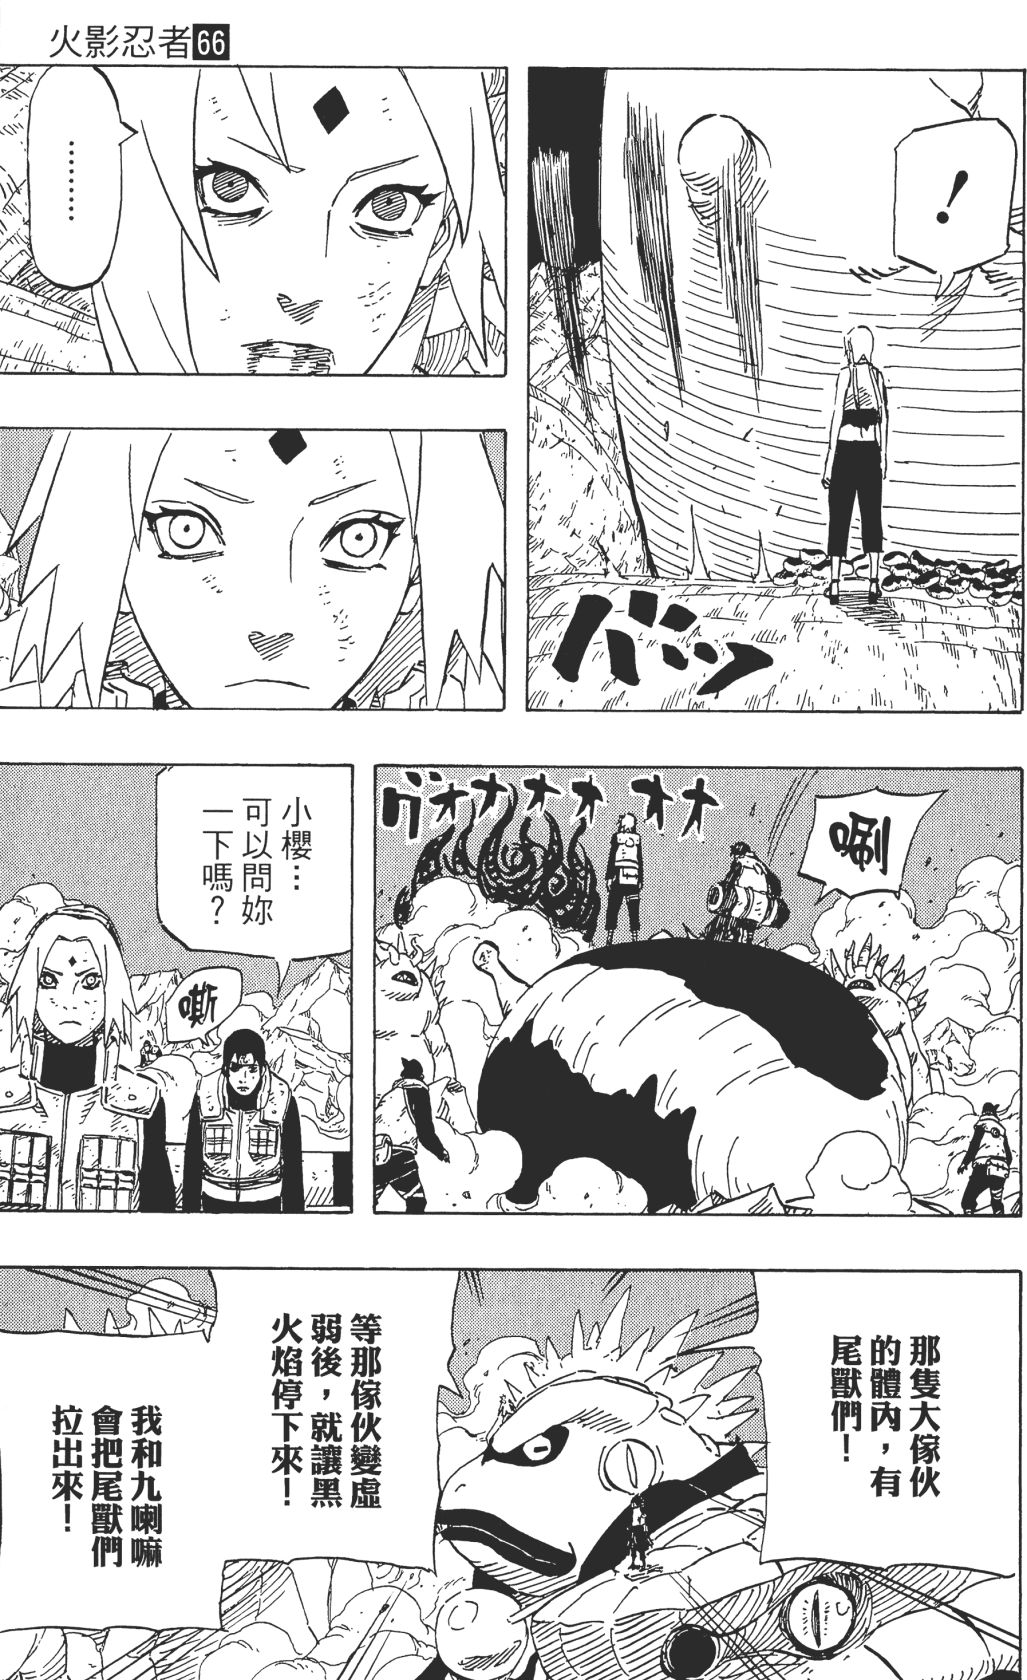 火影忍者66
！
………
バッ
唰
グオオオオオオ
小櫻…
可以問妳
一下嗎？
嘶
那隻大傢伙
的體內，有
尾獸們！
等那傢伙變虛
弱後，就讓黑
火焰停下來！
我和九喇嘛
會把尾獸們
拉出來！